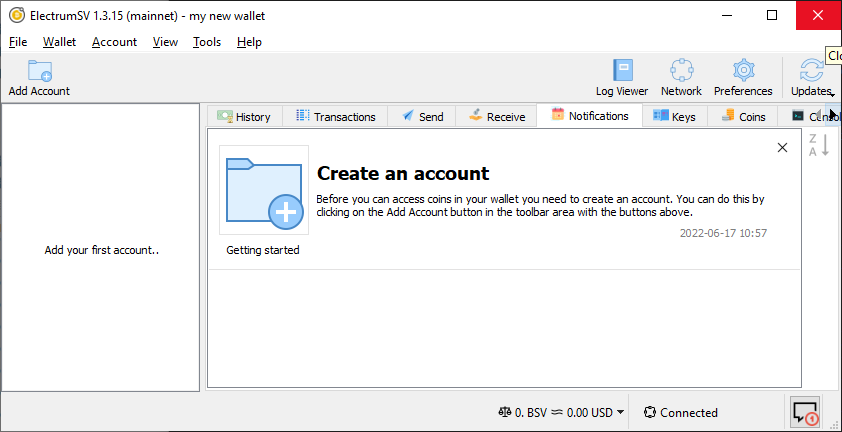 ElectrumSV 1.3.15 (mainnet) - my new wallet
File Wallet Account View Tools Help
Add Account Log Viewer Network Preferences Updates
Clo
History Transactions Send Receive Notifications Keys Coins Consol
Create an account
Before you can access coins in your wallet you need to create an account. You can do this by
clicking on the Add Account button in the toolbar area with the buttons above.
2022-06-17 10:57
Getting started
Z
A
Add your first account..
0. BSV ≈ 0.00 USD Connected 1